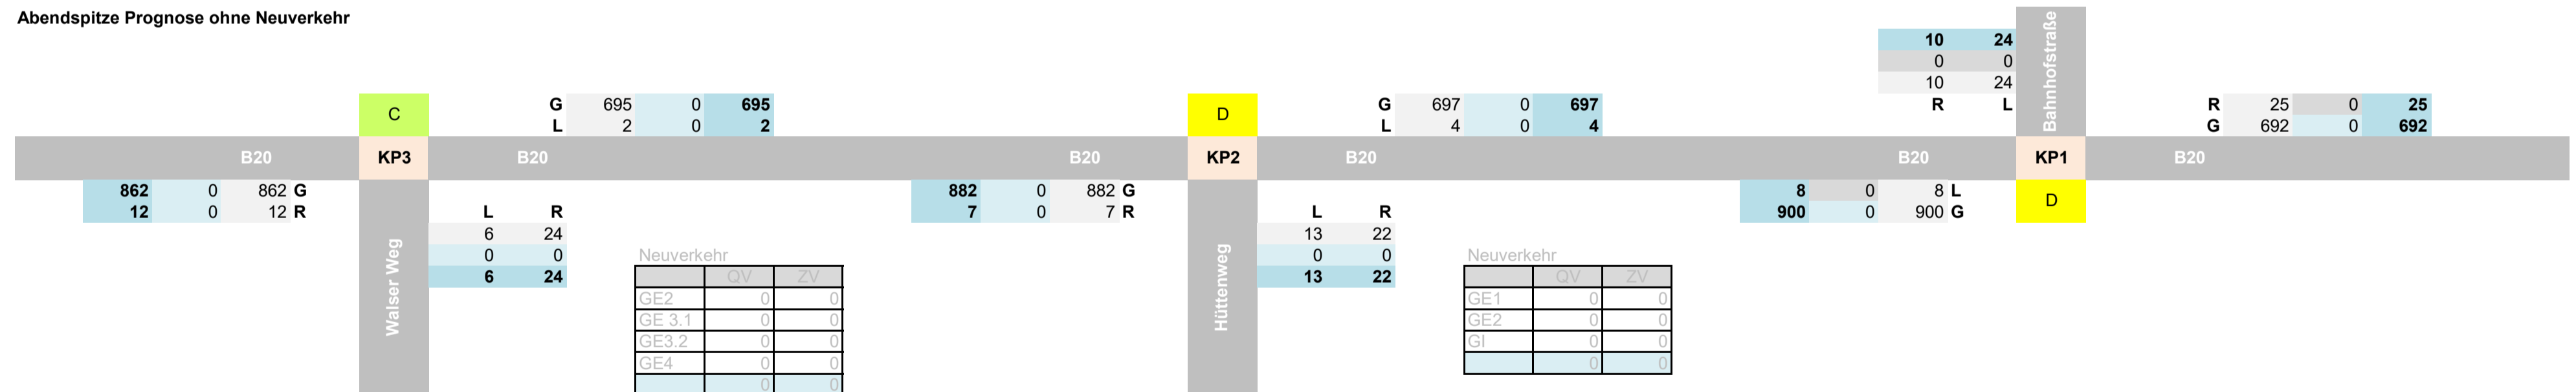 Abendspitze Prognose ohne Neuverkehr
Bahnhofstraße
10 24
0 0
10 24
R L
C
G 695 0 695
L 2 0 2
D
G 697 0 697
L 4 0 4
R 25 0 25
G 692 0 692
B20 KP3 B20 B20 KP2 B20 B20 KP1 B20
862 0 862 G
12 0 12 R
882 0 882 G
7 0 7 R
8 0 8 L
900 0 900 G
D
Walser Weg
L R
6 24
0 0
6 24
Neuverkehr
QV ZV
GE2 0 0
GE 3.1 0 0
GE3.2 0 0
GE4 0 0
0 0
Hüttenweg
L R
13 22
0 0
13 22
Neuverkehr
QV ZV
GE1 0 0
GE2 0 0
GI 0 0
0 0